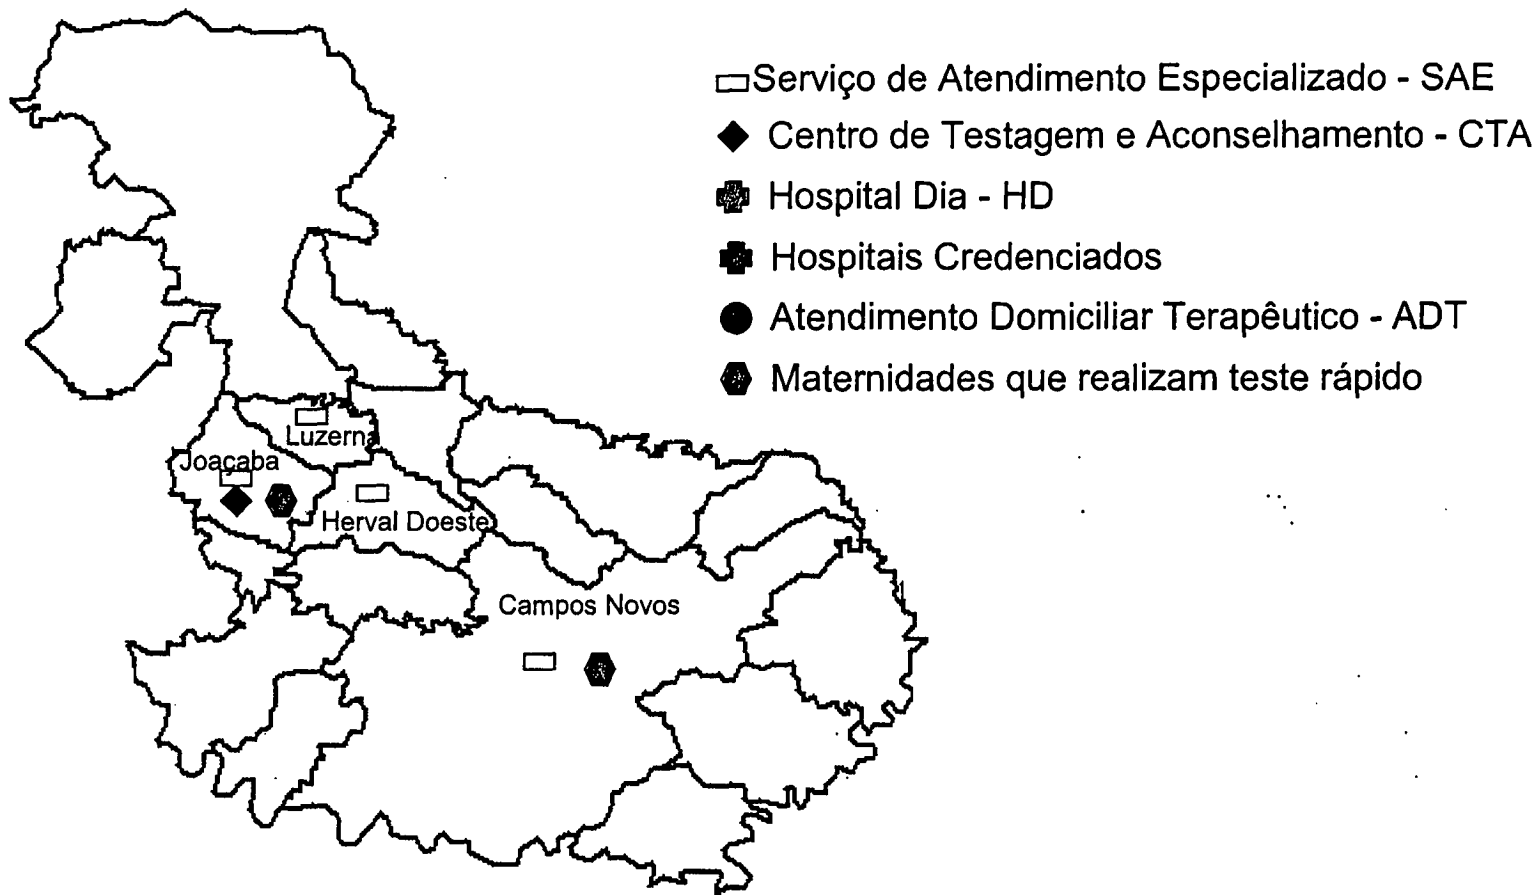 Serviço de Atendimento Especializado - SAE
Centro de Testagem e Aconselhamento - CTA
Hospital Dia - HD
Hospitais Credenciados
Atendimento Domiciliar Terapêutico - ADT
Maternidades que realizam teste rápido
Luzerna
Joaçaba
Herval Doeste
Campos Novos